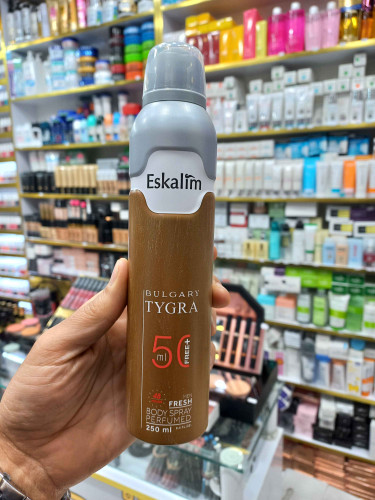 Eskalim
BULGARY
TYGRA
50
ml
FREE+
FRESH
BODY SPRAY
PERFUMED
250 ml